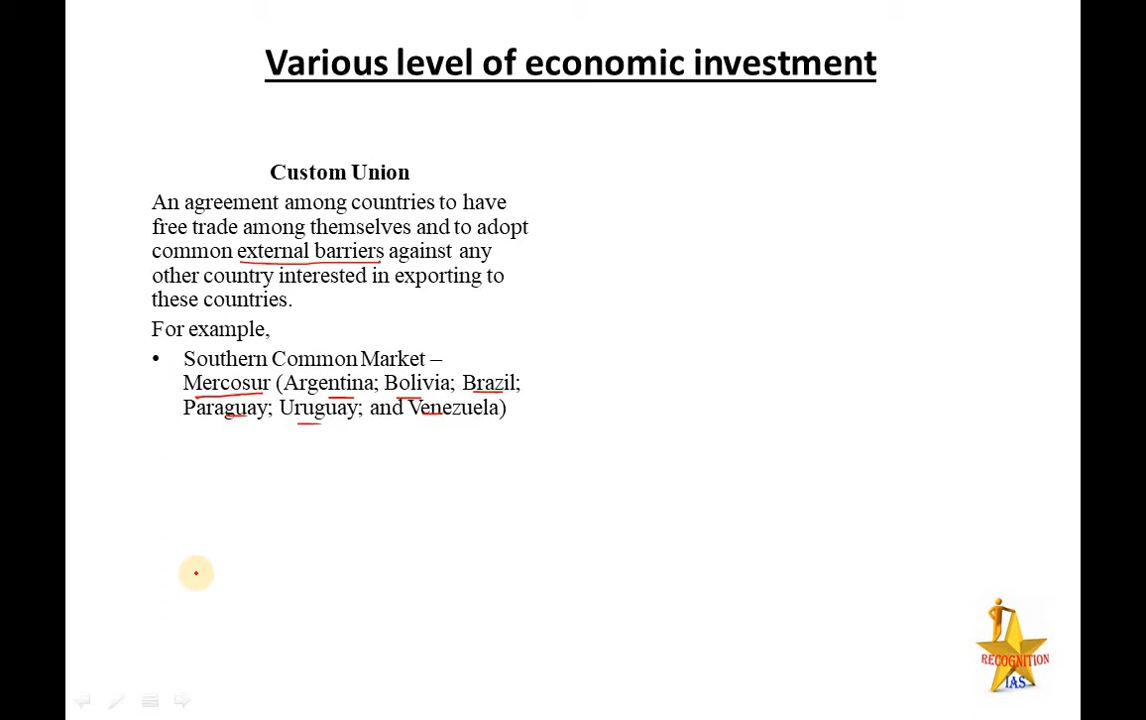 Various level of economic investment
Custom Union
An agreement among countries to have
free trade among themselves and to adopt
common external barriers against any
other country interested in exporting to
these countries.
For example,
• Southern Common Market –
Mercosur (Argentina; Bolivia; Brazil;
Paraguay; Uruguay; and Venezuela)
RECOGNITION
IAS